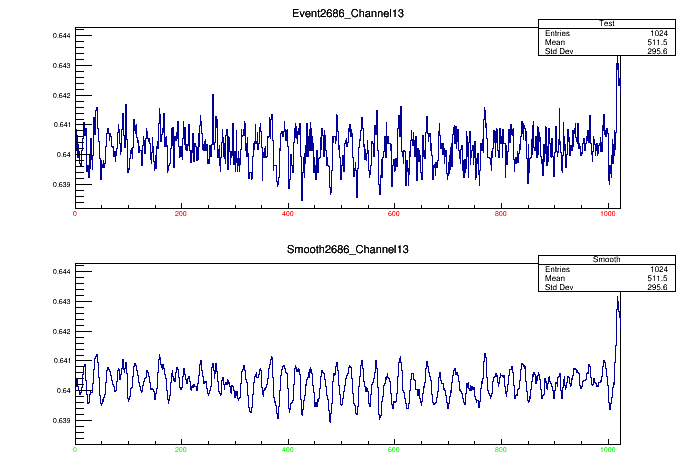 Event2686_Channel13
Test
Entries 1024
Mean 511.5
Std Dev 295.6
0.644
0.643
0.642
0.641
0.64
0.639
0 200 400 600 800 1000
Smooth2686_Channel13
Smooth
Entries 1024
Mean 511.5
Std Dev 295.6
0.644
0.643
0.642
0.641
0.64
0.639
0 200 400 600 800 1000